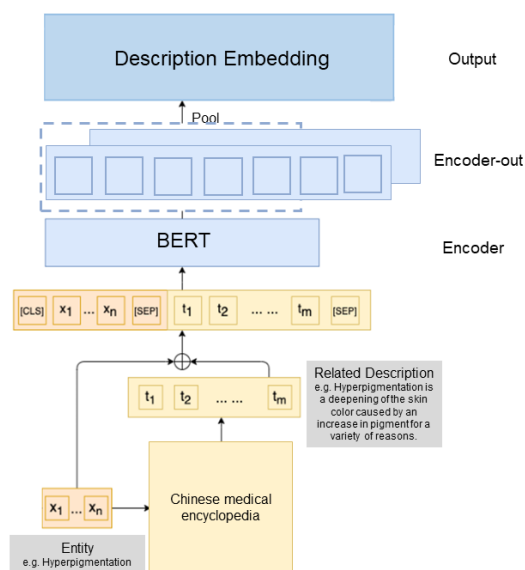 Description Embedding
Output
Pool
Encoder-out
BERT
Encoder
[CLS] x1 ... xn [SEP] t1 t2 ... ... tm [SEP]
t1 t2 ... ... tm
Related Description
e.g. Hyperpigmentation is
a deepening of the skin
color caused by an
increase in pigment for a
variety of reasons.
x1 ... xn
Chinese medical
encyclopedia
Entity
e.g. Hyperpigmentation